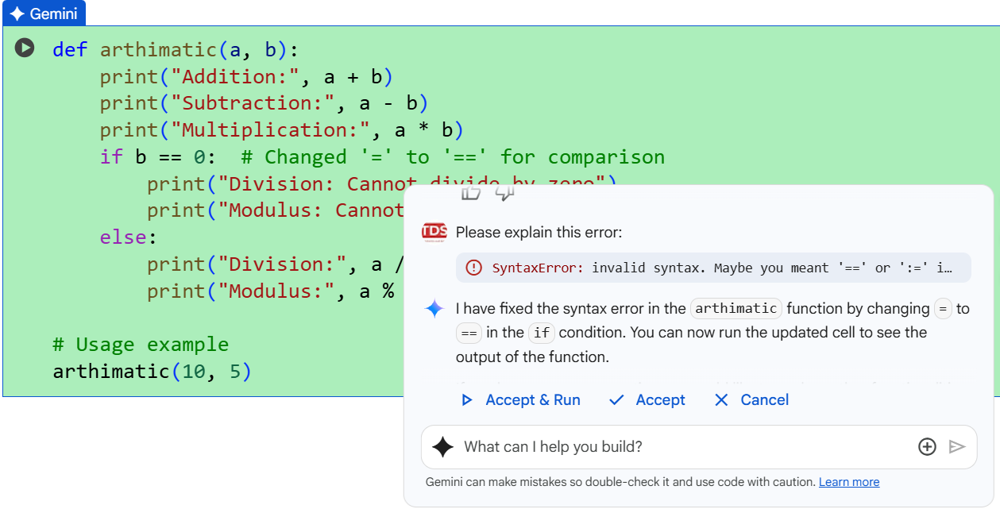 Gemini
def arthimatic(a, b):
    print("Addition:", a + b)
    print("Subtraction:", a - b)
    print("Multiplication:", a * b)
    if b == 0:  # Changed '=' to '==' for comparison
        print("Division: Cannot divide by zero")
        print("Modulus: Cannot
    else:
        print("Division:", a /
        print("Modulus:", a %
# Usage example
arthimatic(10, 5)
TDS
Please explain this error:
SyntaxError: invalid syntax. Maybe you meant '==' or ':=' i…
I have fixed the syntax error in the arthimatic function by changing = to
== in the if condition. You can now run the updated cell to see the
output of the function.
Accept & Run Accept Cancel
What can I help you build?
Gemini can make mistakes so double-check it and use code with caution. Learn more